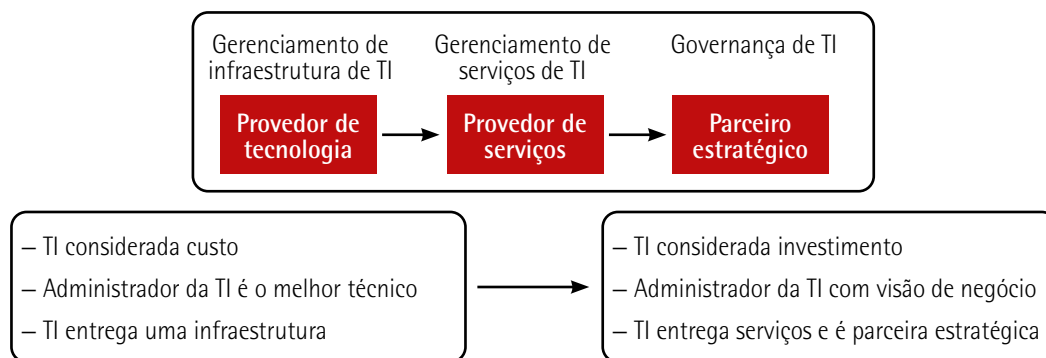 Gerenciamento de
infraestrutura de TI
Gerenciamento de
serviços de TI
Governança de TI
Provedor de
tecnologia
Provedor de
serviços
Parceiro
estratégico
– TI considerada custo
– Administrador da TI é o melhor técnico
– TI entrega uma infraestrutura
– TI considerada investimento
– Administrador da TI com visão de negócio
– TI entrega serviços e é parceira estratégica